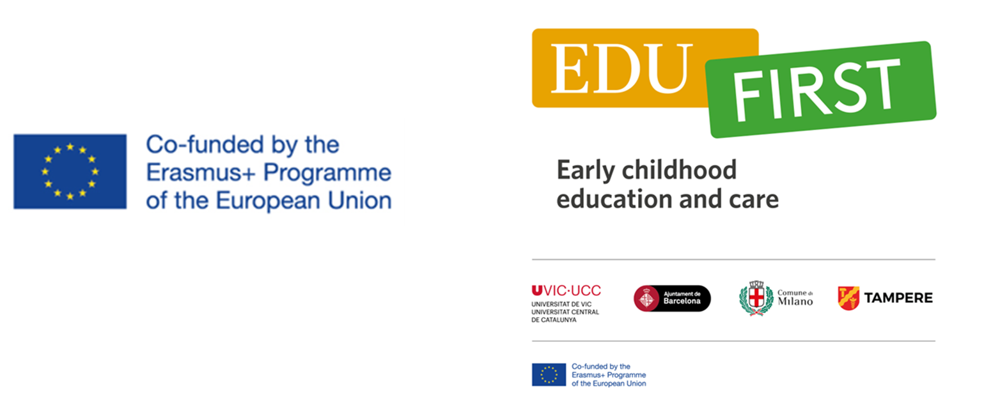 Co-funded by the
Erasmus+ Programme
of the European Union
EDU
FIRST
Early childhood
education and care
UVIC·UCC
UNIVERSITAT DE VIC
UNIVERSITAT CENTRAL
DE CATALUNYA
Ajuntament de
Barcelona
Comune di
Milano
TAMPERE
Co-funded by the
Erasmus+ Programme
of the European Union